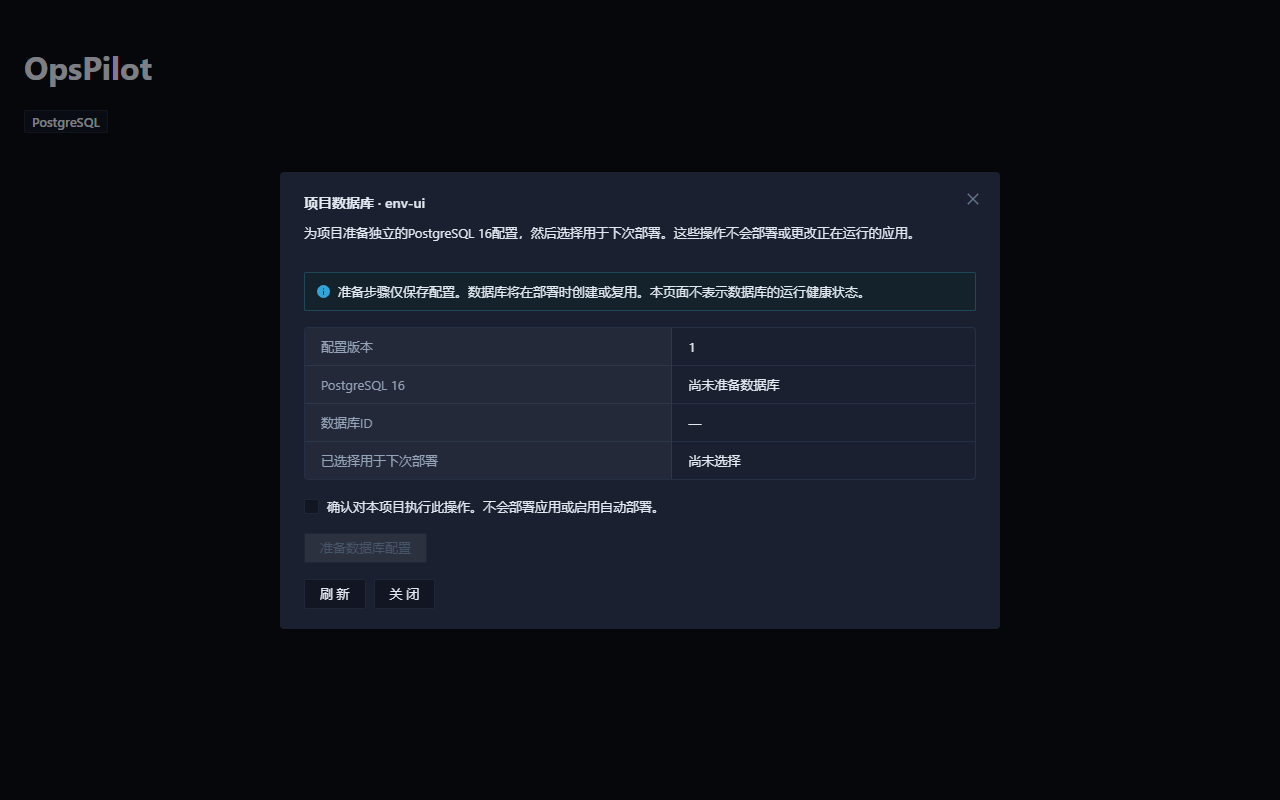 OpsPilot
PostgreSQL
项目数据库 · env-ui
为项目准备独立的PostgreSQL 16配置，然后选择用于下次部署。这些操作不会部署或更改正在运行的应用。
准备步骤仅保存配置。数据库将在部署时创建或复用。本页面不表示数据库的运行健康状态。
配置版本 1
PostgreSQL 16 尚未准备数据库
数据库ID —
已选择用于下次部署 尚未选择
确认对本项目执行此操作。不会部署应用或启用自动部署。
准备数据库配置
刷 新 关 闭